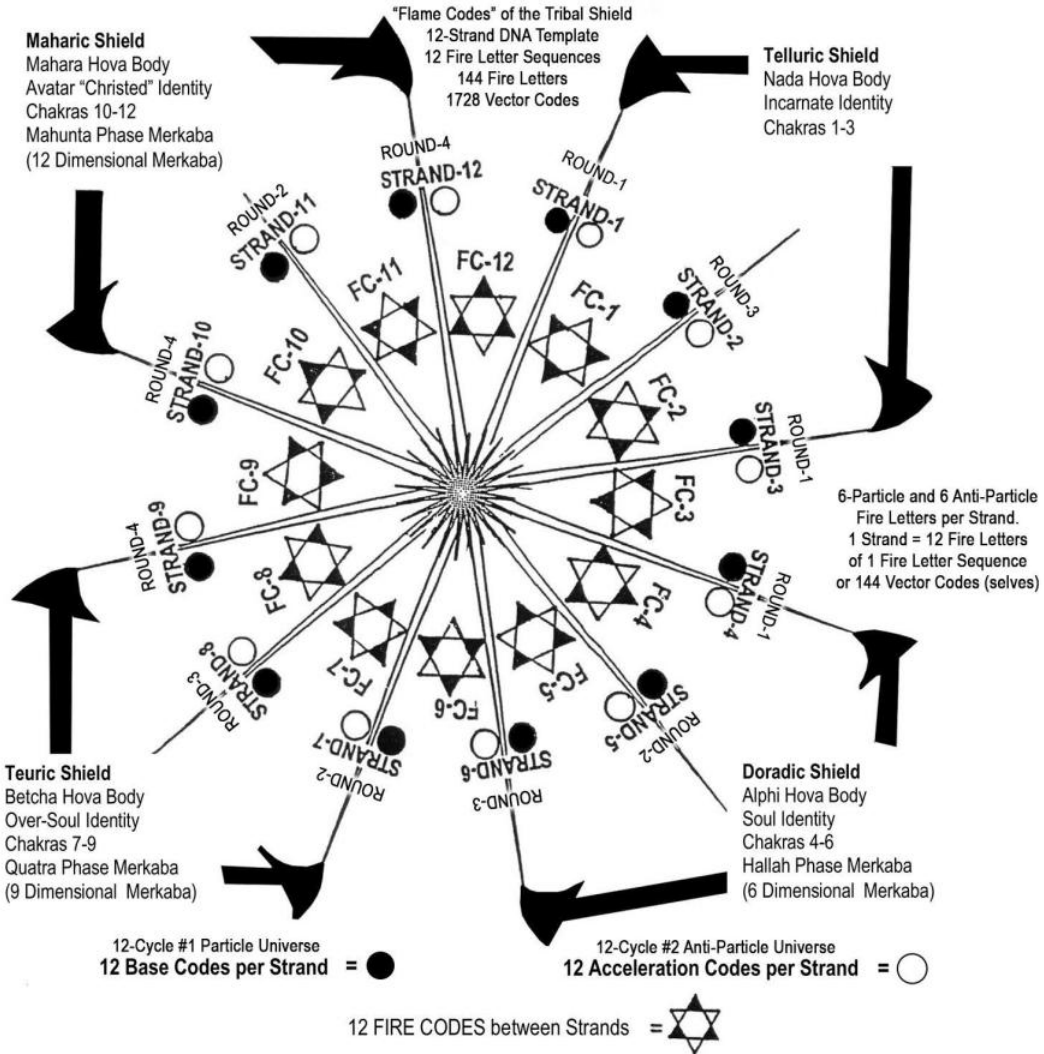 "Flame Codes" of the Tribal Shield
12-Strand DNA Template
12 Fire Letter Sequences
144 Fire Letters
1728 Vector Codes
Maharic Shield
Mahara Hova Body
Avatar "Christed" Identity
Chakras 10-12
Mahunta Phase Merkaba
(12 Dimensional Merkaba)
Telluric Shield
Nada Hova Body
Incarnate Identity
Chakras 1-3
ROUND-4
STRAND-12
ROUND-1
STRAND-1
ROUND-3
STRAND-2
ROUND-1
STRAND-3
ROUND-1
STRAND-4
ROUND-2
STRAND-5
ROUND-3
STRAND-6
ROUND-2
STRAND-7
ROUND-3
STRAND-8
ROUND-4
STRAND-9
ROUND-4
STRAND-10
ROUND-2
STRAND-11
FC-12
FC-1
FC-2
FC-3
FC-4
FC-5
FC-6
FC-7
FC-8
FC-9
FC-10
FC-11
6-Particle and 6 Anti-Particle
Fire Letters per Strand.
1 Strand = 12 Fire Letters
of 1 Fire Letter Sequence
or 144 Vector Codes (selves)
Teuric Shield
Betcha Hova Body
Over-Soul Identity
Chakras 7-9
Quatra Phase Merkaba
(9 Dimensional Merkaba)
Doradic Shield
Alphi Hova Body
Soul Identity
Chakras 4-6
Hallah Phase Merkaba
(6 Dimensional Merkaba)
12-Cycle #1 Particle Universe
12 Base Codes per Strand =
12-Cycle #2 Anti-Particle Universe
12 Acceleration Codes per Strand =
12 FIRE CODES between Strands =